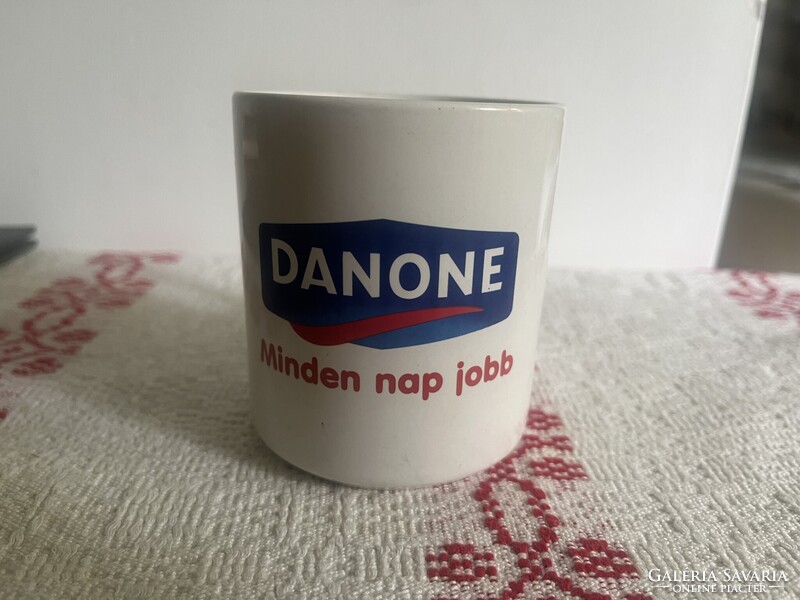 DANONE
Minden nap jobb
GALÉRIA SAVARIA
ONLINE PIACTÉR